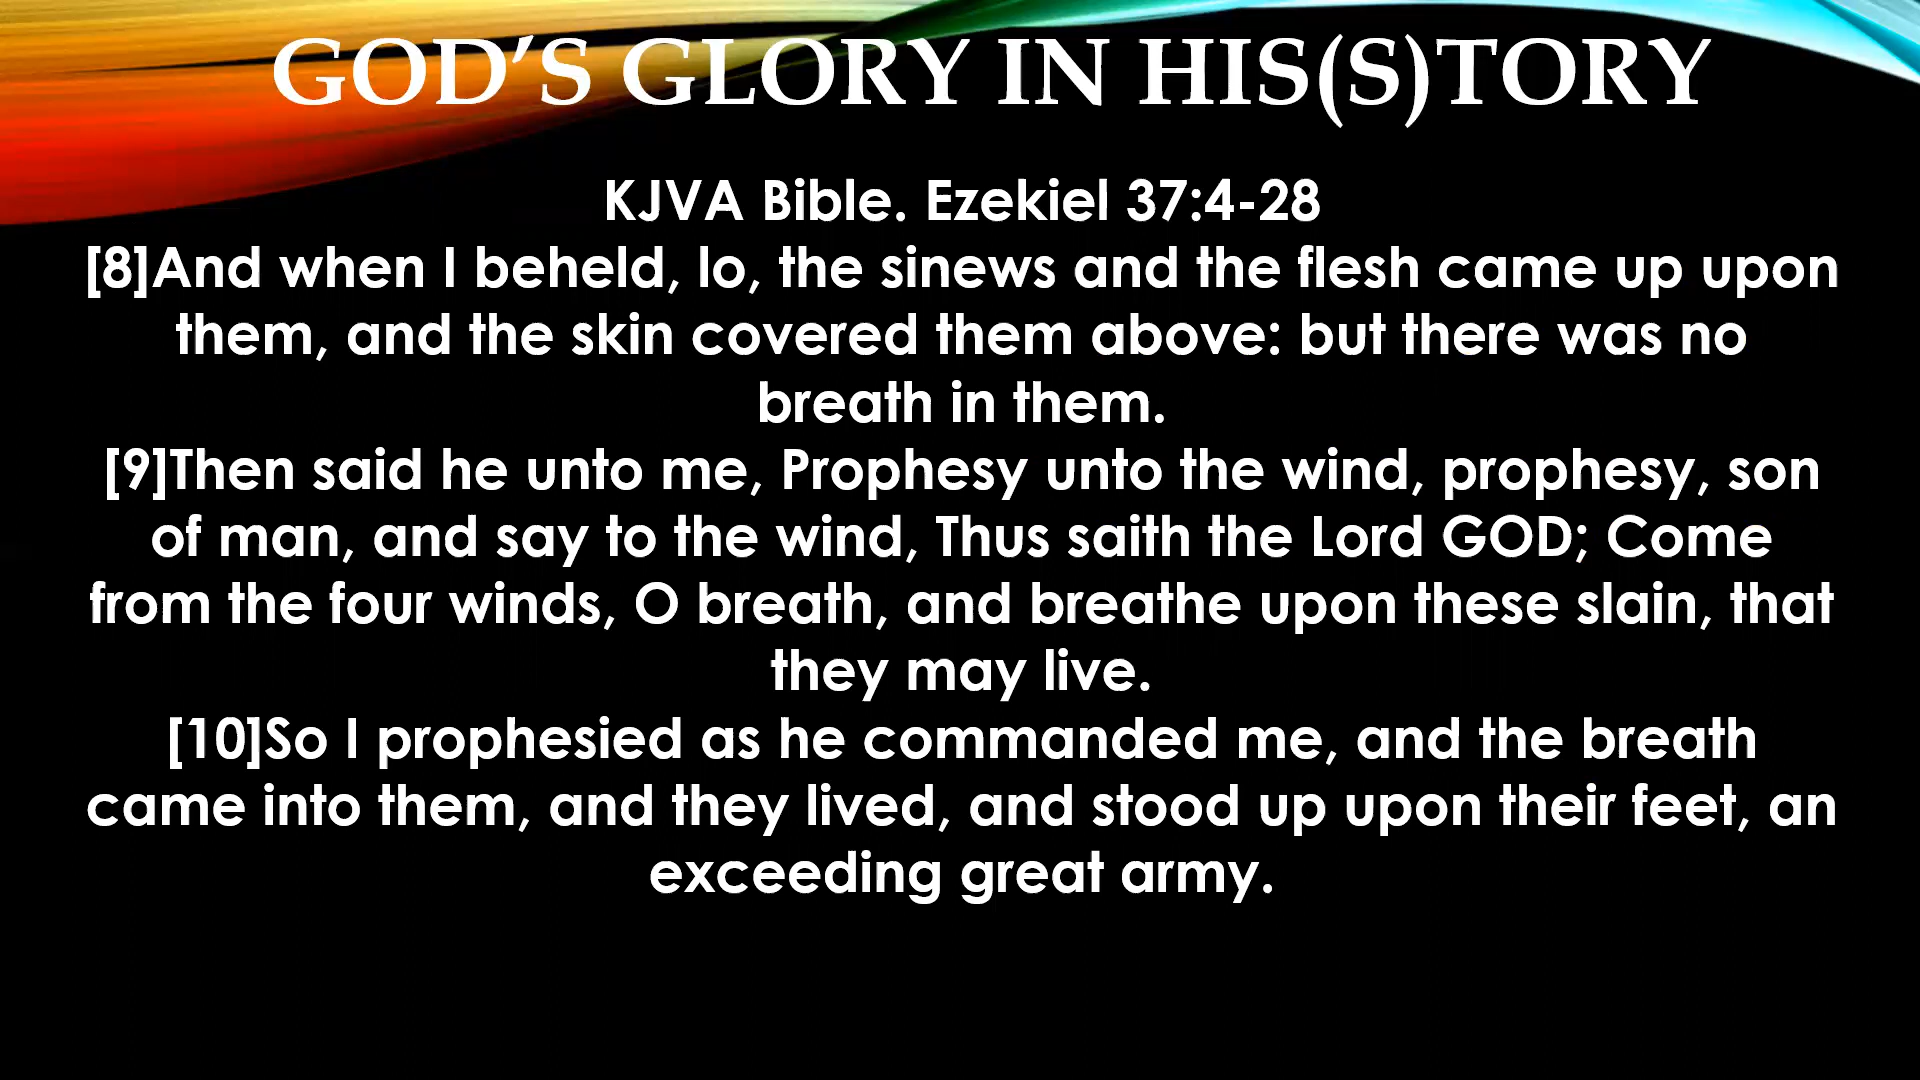 GOD’S GLORY IN HIS(S)TORY
KJVA Bible. Ezekiel 37:4-28
[8]And when I beheld, lo, the sinews and the flesh came up upon
them, and the skin covered them above: but there was no
breath in them.
[9]Then said he unto me, Prophesy unto the wind, prophesy, son
of man, and say to the wind, Thus saith the Lord GOD; Come
from the four winds, O breath, and breathe upon these slain, that
they may live.
[10]So I prophesied as he commanded me, and the breath
came into them, and they lived, and stood up upon their feet, an
exceeding great army.